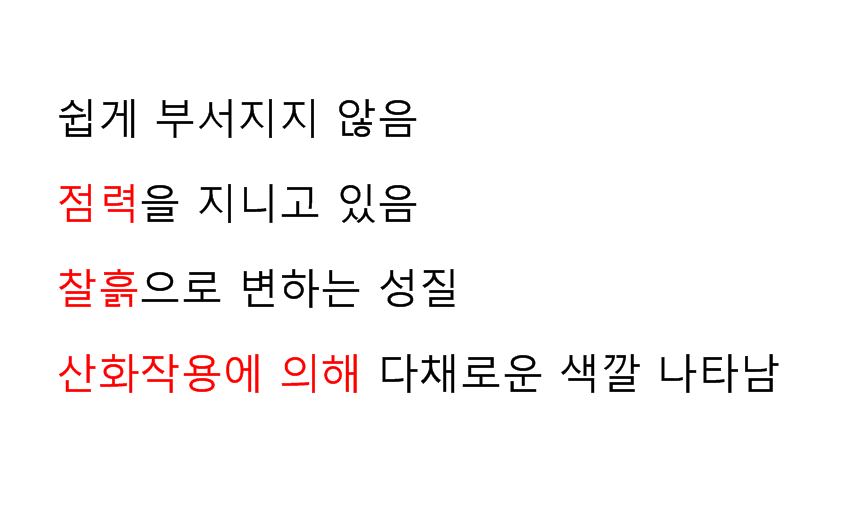 쉽게 부서지지 않음
점력을 지니고 있음
찰흙으로 변하는 성질
산화작용에 의해 다채로운 색깔 나타남